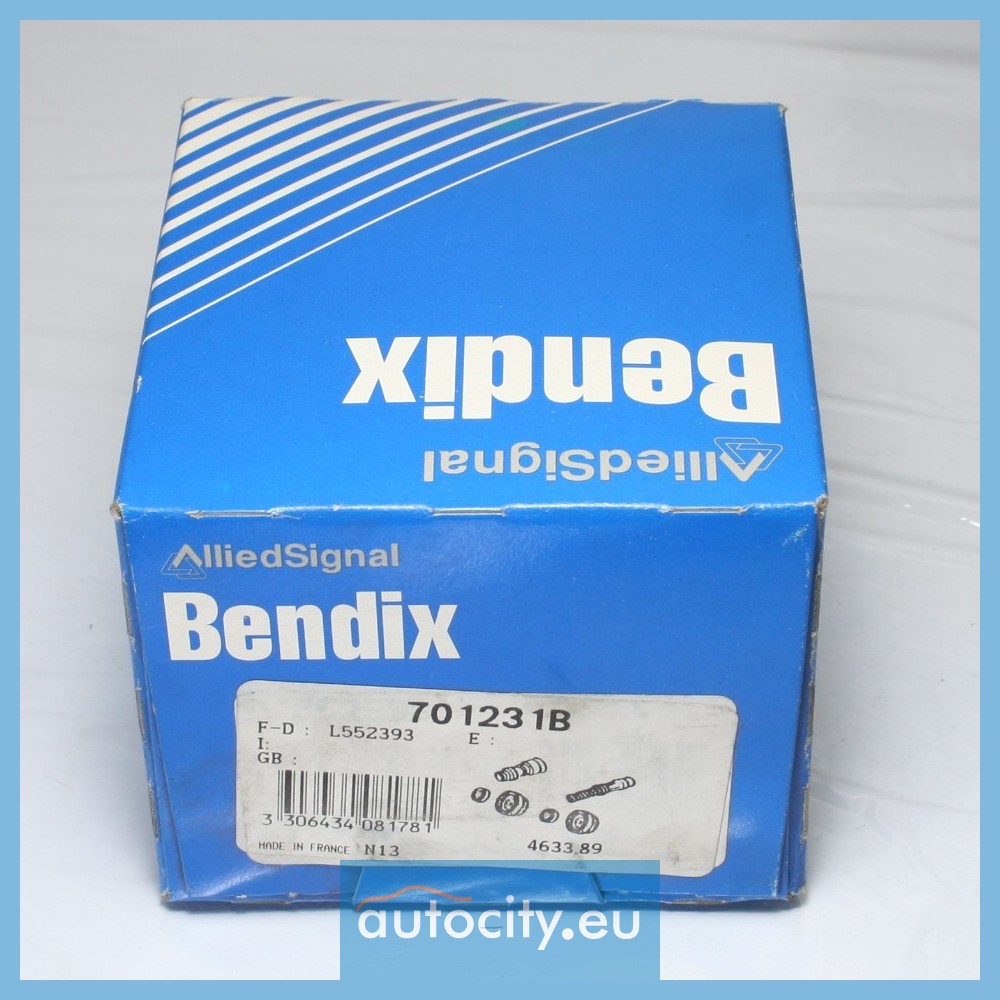 Bendix
AlliedSignal
AlliedSignal
Bendix
701231B
F-D : L552393 E :
I:
GB :
3 306434 081781
MADE IN FRANCE N13 4633.89
autocity.eu